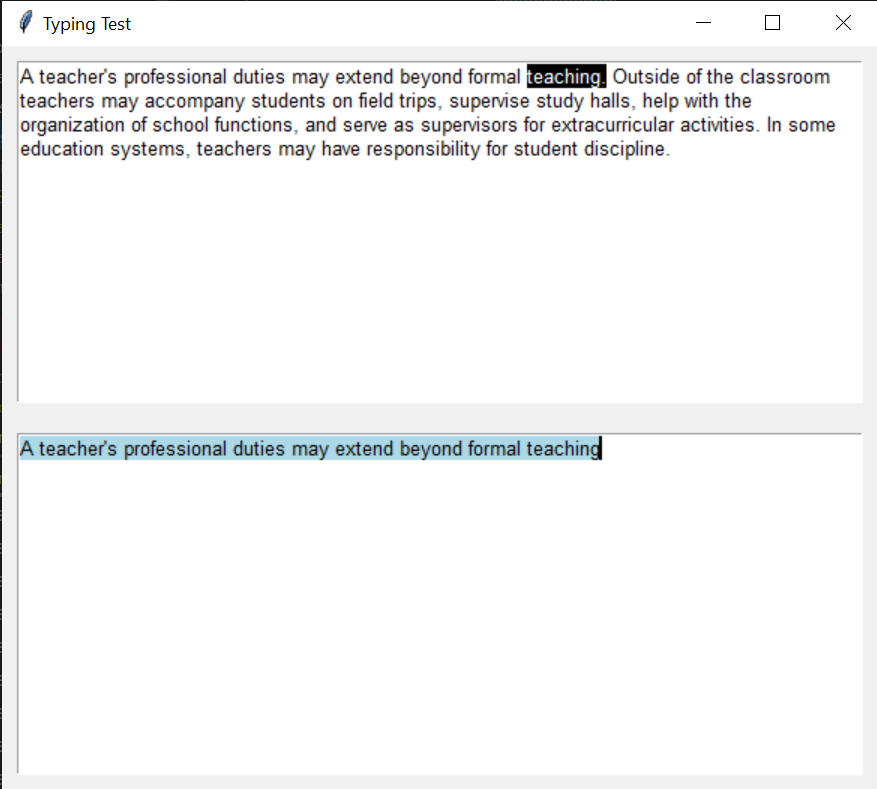 Typing Test
A teacher's professional duties may extend beyond formal teaching. Outside of the classroom
teachers may accompany students on field trips, supervise study halls, help with the
organization of school functions, and serve as supervisors for extracurricular activities. In some
education systems, teachers may have responsibility for student discipline.
A teacher's professional duties may extend beyond formal teaching